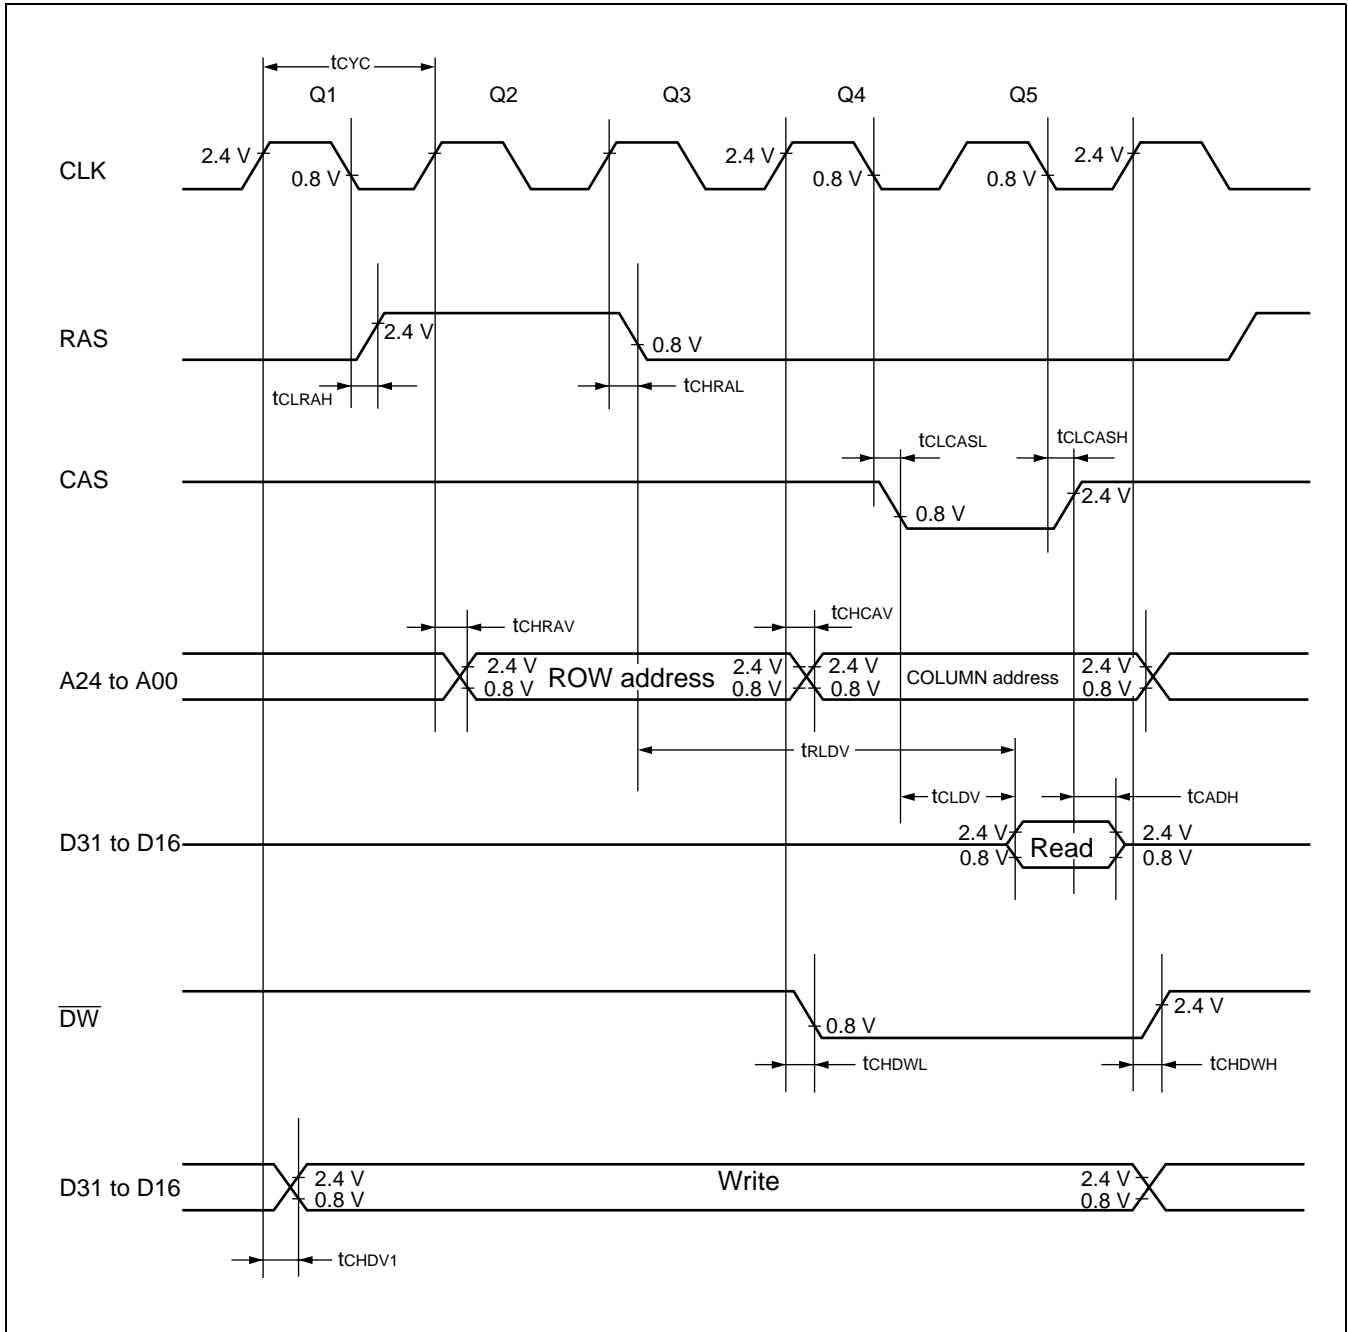 tCYC
Q1 Q2 Q3 Q4 Q5
CLK
2.4 V
0.8 V
2.4 V
0.8 V
0.8 V
2.4 V
RAS
2.4 V
0.8 V
tCLRAH
tCHRAL
tCLCASL
tCLCASH
CAS
0.8 V
2.4 V
tCHRAV
tCHCAV
A24 to A00
2.4 V
0.8 V
ROW address
2.4 V
0.8 V
2.4 V
0.8 V
COLUMN address
2.4 V
0.8 V
tRLDV
tCLDV
tCADH
D31 to D16
2.4 V
0.8 V
Read
2.4 V
0.8 V
DW
0.8 V
2.4 V
tCHDWL
tCHDWH
D31 to D16
2.4 V
0.8 V
Write
2.4 V
0.8 V
tCHDV1